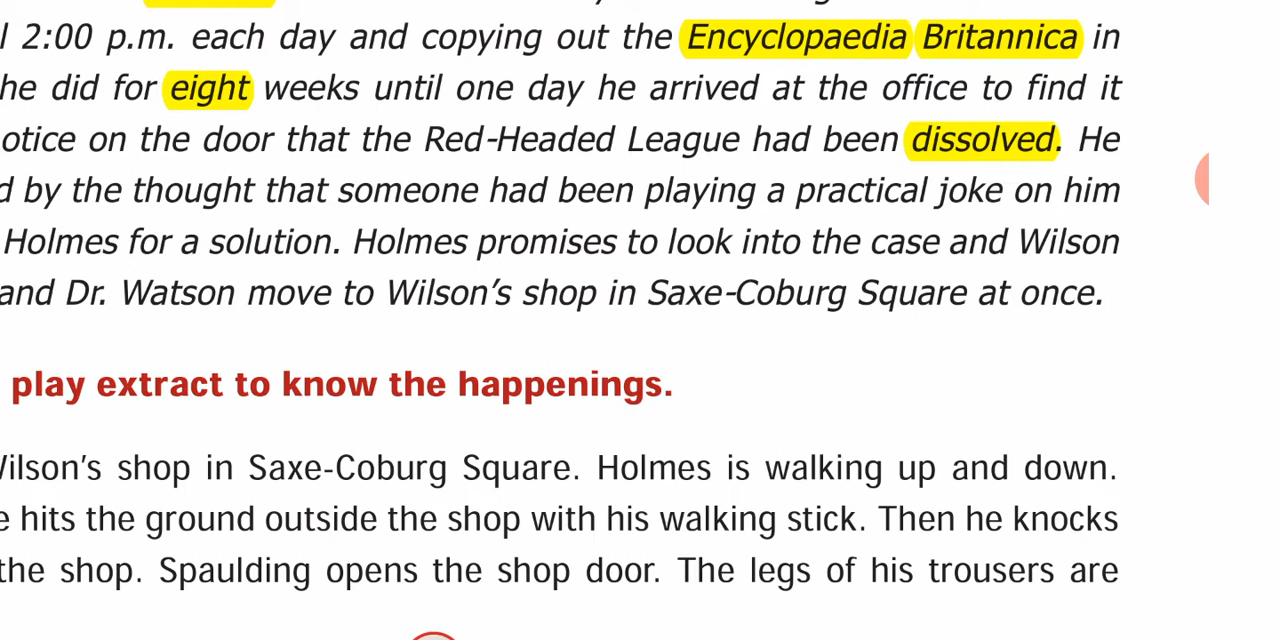 l 2:00 p.m. each day and copying out the Encyclopaedia Britannica in
he did for eight weeks until one day he arrived at the office to find it
otice on the door that the Red-Headed League had been dissolved. He
d by the thought that someone had been playing a practical joke on him
Holmes for a solution. Holmes promises to look into the case and Wilson
and Dr. Watson move to Wilson’s shop in Saxe-Coburg Square at once.
play extract to know the happenings.
Wilson’s shop in Saxe-Coburg Square. Holmes is walking up and down.
e hits the ground outside the shop with his walking stick. Then he knocks
the shop. Spaulding opens the shop door. The legs of his trousers are